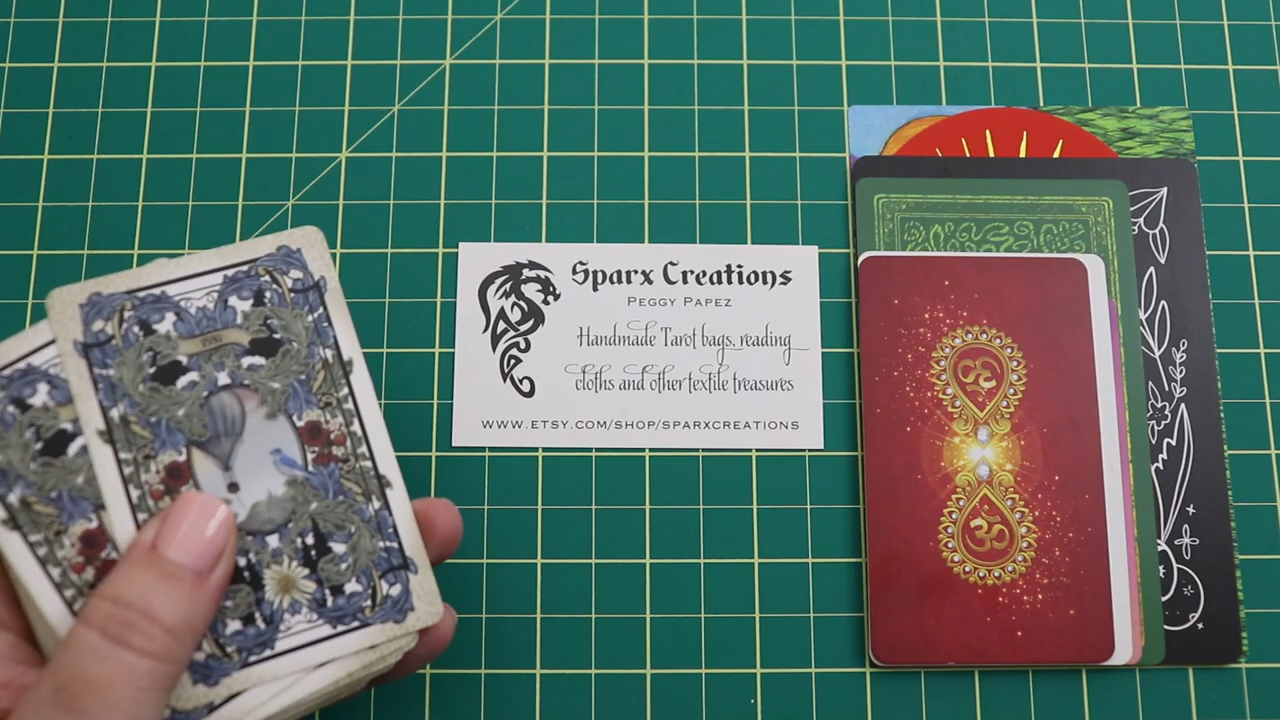 Sparx Creations
Peggy Papez
Handmade Tarot bags, reading
cloths and other textile treasures
www.etsy.com/shop/sparxcreations
ॐ
ॐ